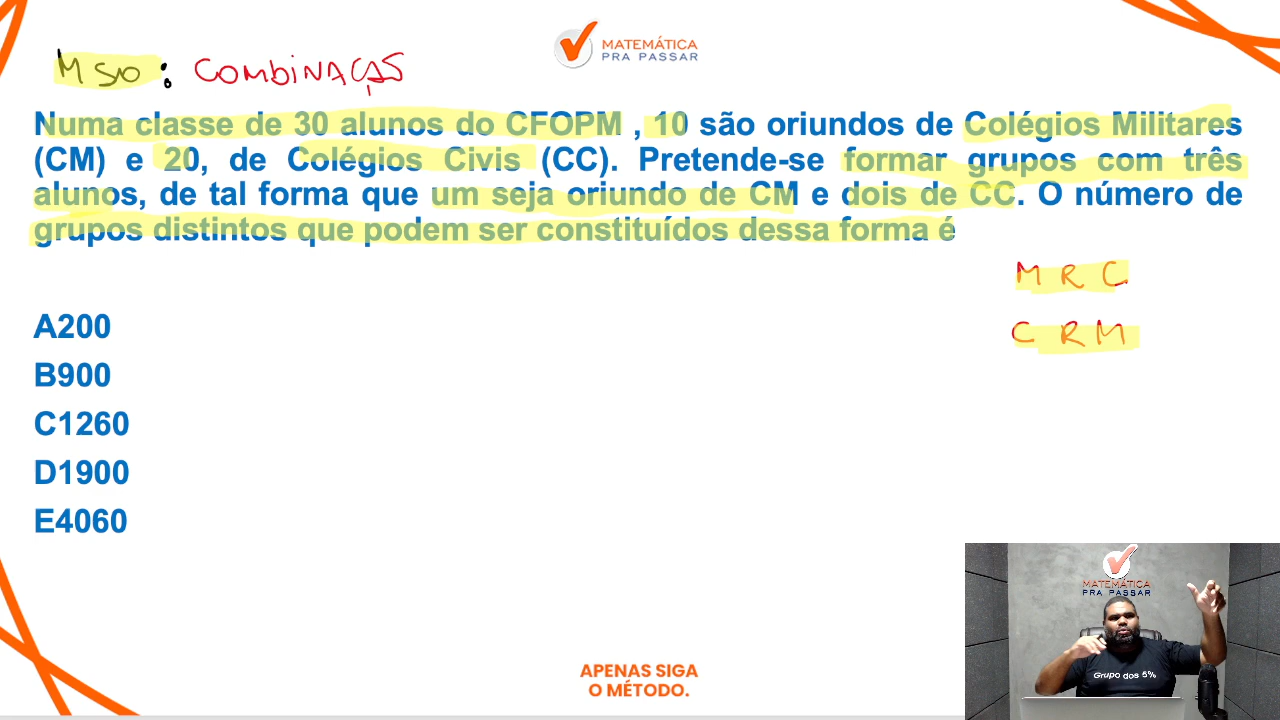 MATEMÁTICA
PRA PASSAR
MSD : COMBINAÇÃO
Numa classe de 30 alunos do CFOPM , 10 são oriundos de Colégios Militares
(CM) e 20, de Colégios Civis (CC). Pretende-se formar grupos com três
alunos, de tal forma que um seja oriundo de CM e dois de CC. O número de
grupos distintos que podem ser constituídos dessa forma é
M R C
C R M
A200
B900
C1260
D1900
E4060
MATEMÁTICA
PRA PASSAR
Grupo dos 5%
APENAS SIGA
O MÉTODO.